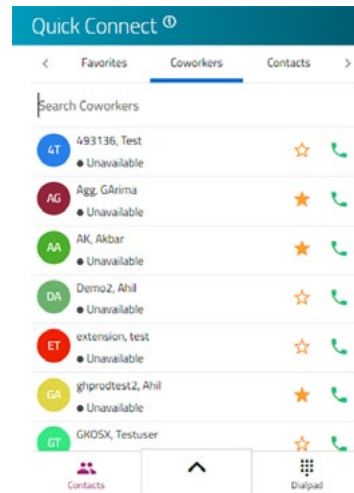 Quick Connect
Favorites Coworkers Contacts
Search Coworkers
4T 493136, Test
Unavailable
AG Agg, GArima
Unavailable
AA AK, Akbar
Unavailable
DA Demo2, Ahil
Unavailable
ET extension, test
Unavailable
GA ghprodtest2, Ahil
Unavailable
GT GKOSX, Testuser
Contacts Dialpad